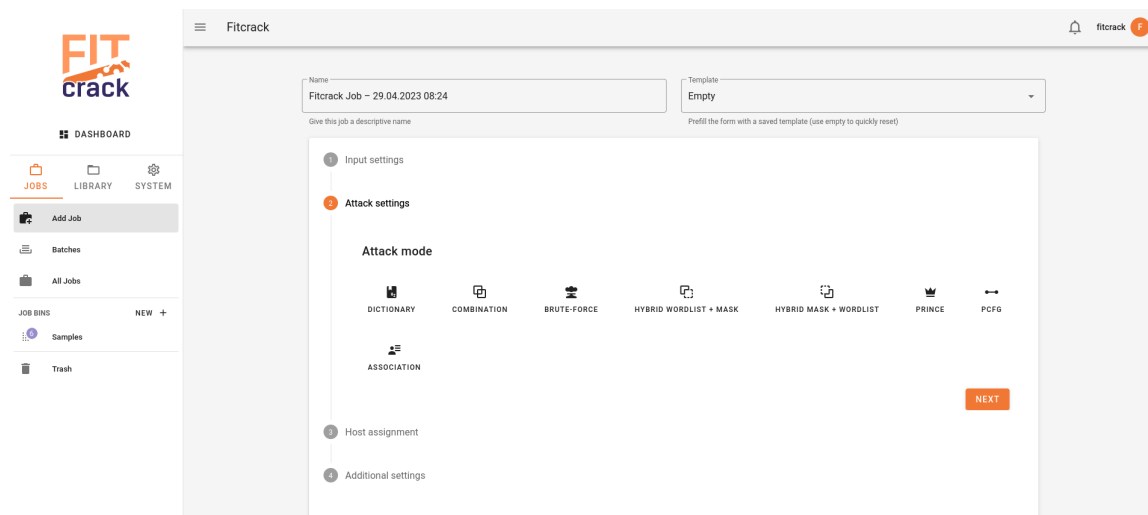 FIT
crack
Fitcrack
fitcrack F
Name
Fitcrack Job – 29.04.2023 08:24
Give this job a descriptive name
Template
Empty
Prefill the form with a saved template (use empty to quickly reset)
DASHBOARD
JOBS LIBRARY SYSTEM
Add Job
Batches
All Jobs
JOB BINS NEW +
6 Samples
Trash
1 Input settings
2 Attack settings
Attack mode
DICTIONARY COMBINATION BRUTE-FORCE HYBRID WORDLIST + MASK HYBRID MASK + WORDLIST PRINCE PCFG
ASSOCIATION
NEXT
3 Host assignment
4 Additional settings